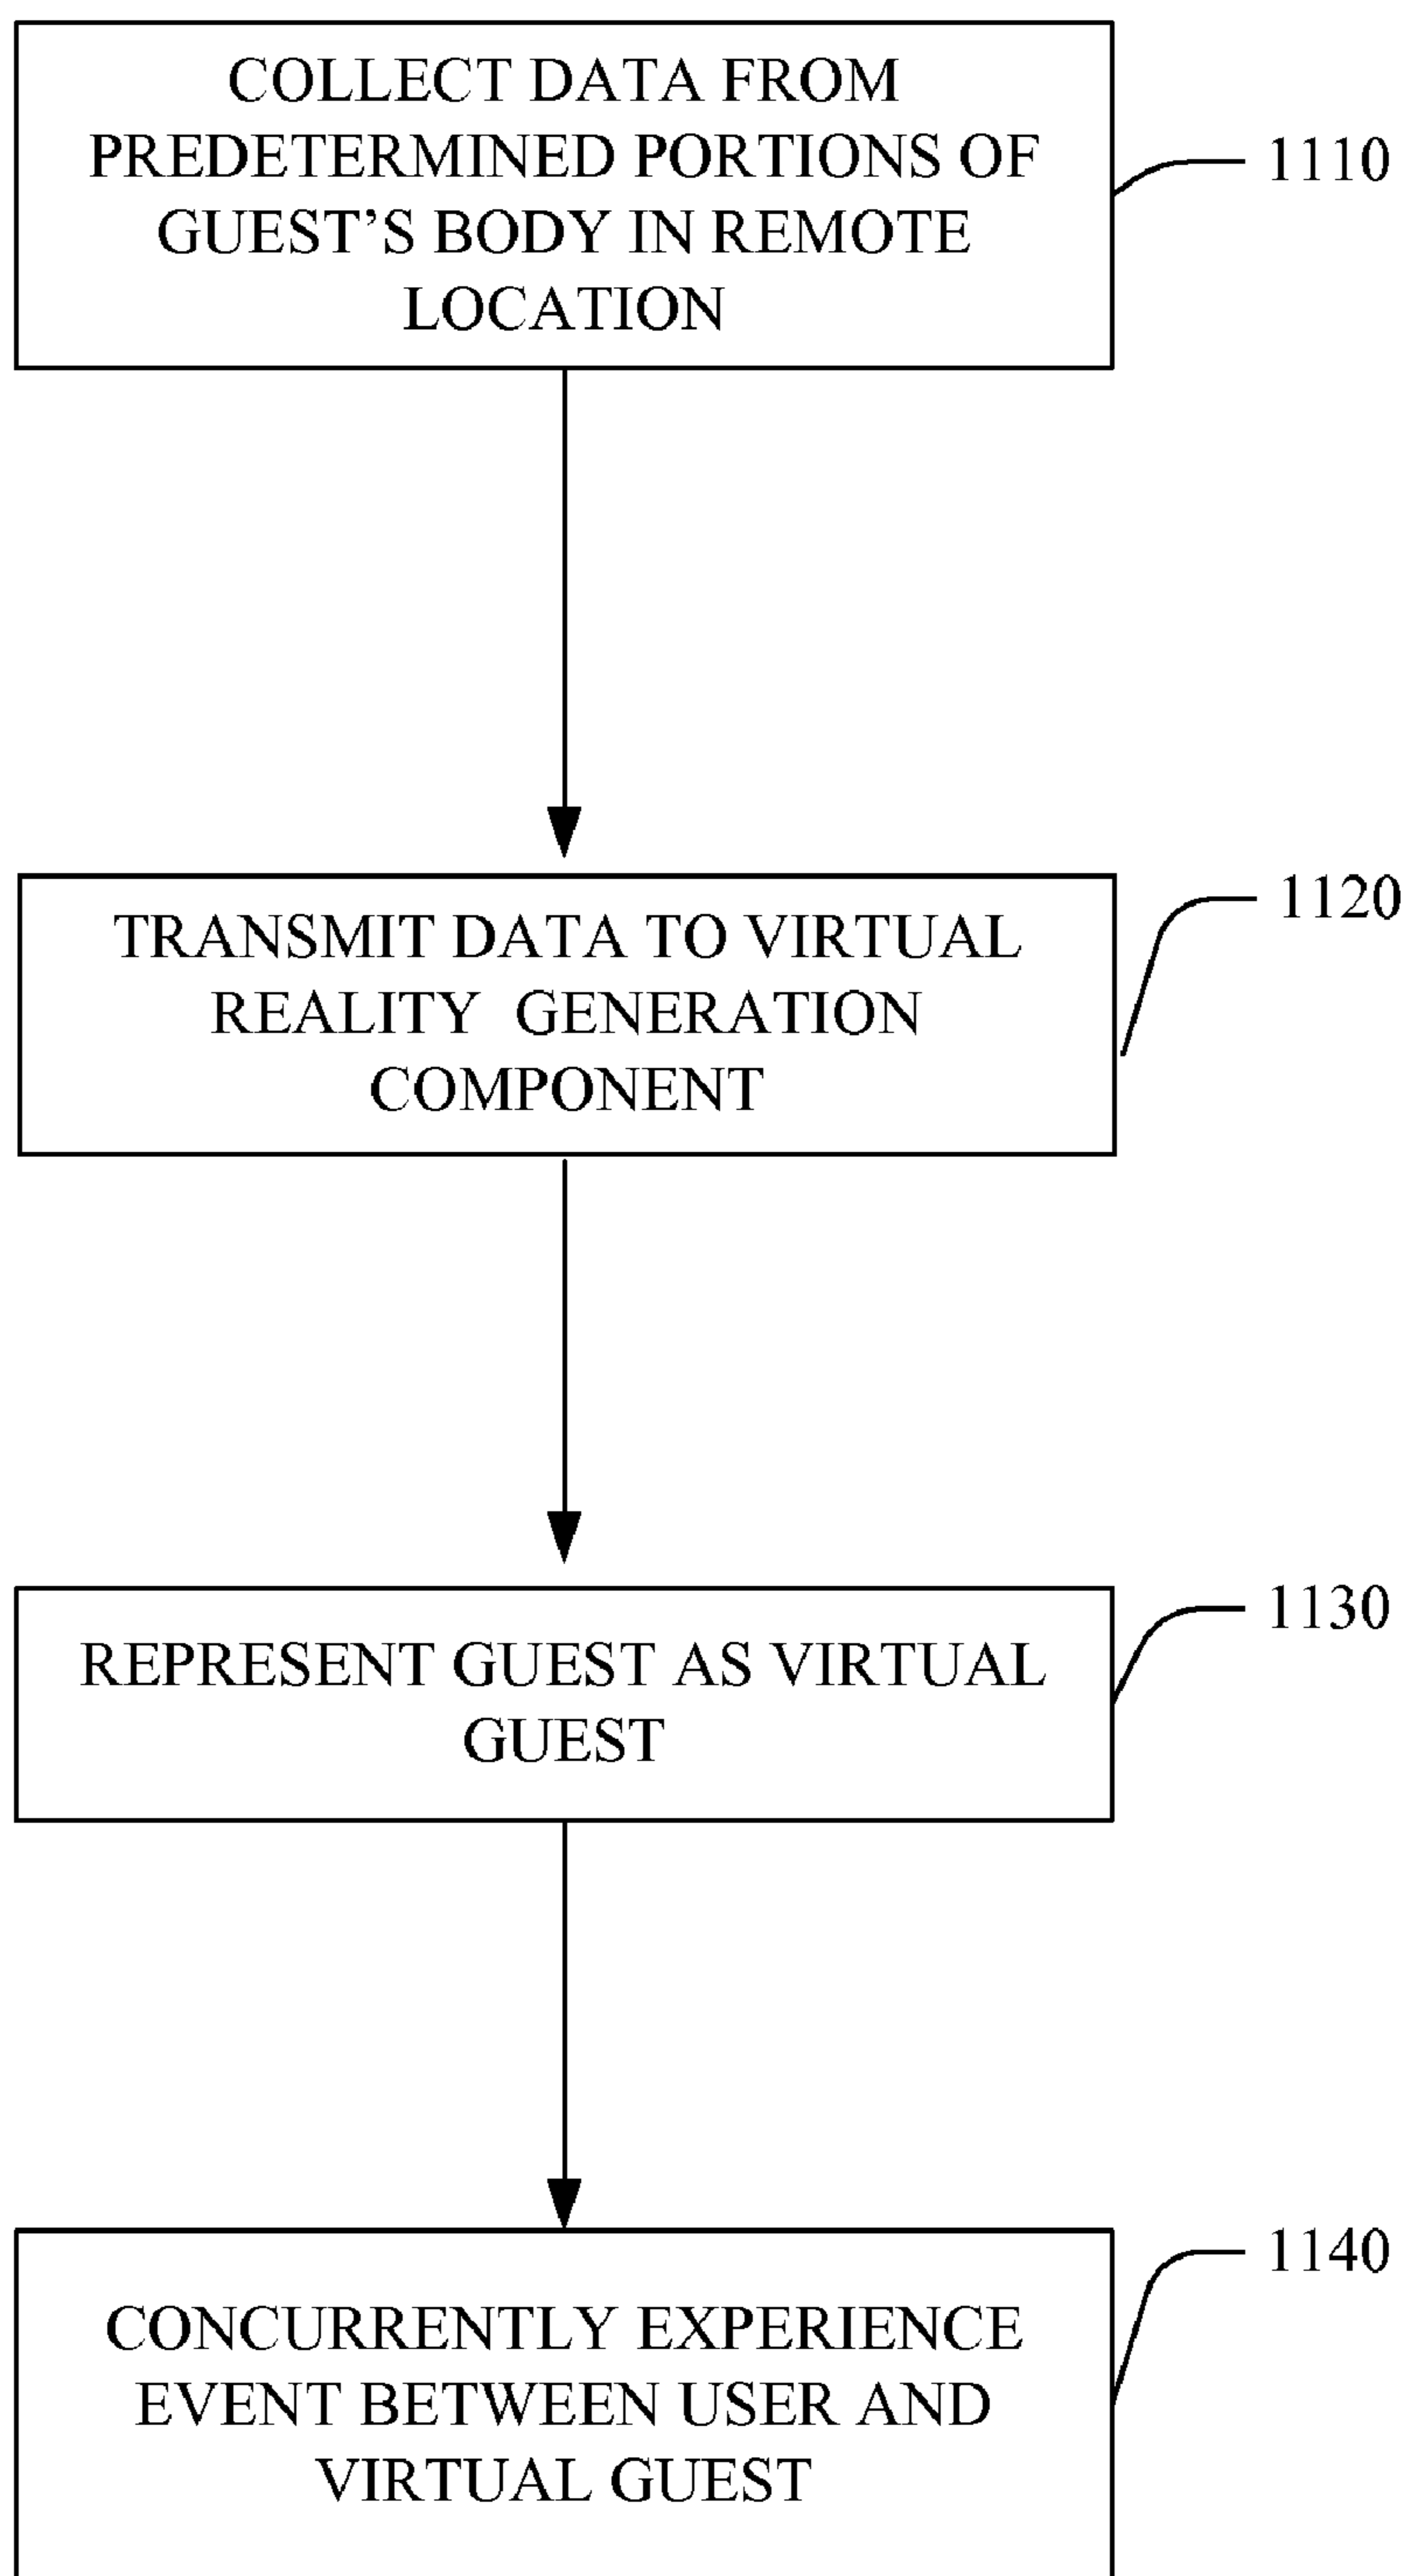 COLLECT DATA FROM
PREDETERMINED PORTIONS OF
GUEST’S BODY IN REMOTE
LOCATION
1110
TRANSMIT DATA TO VIRTUAL
REALITY GENERATION
COMPONENT
1120
REPRESENT GUEST AS VIRTUAL
GUEST
1130
CONCURRENTLY EXPERIENCE
EVENT BETWEEN USER AND
VIRTUAL GUEST
1140